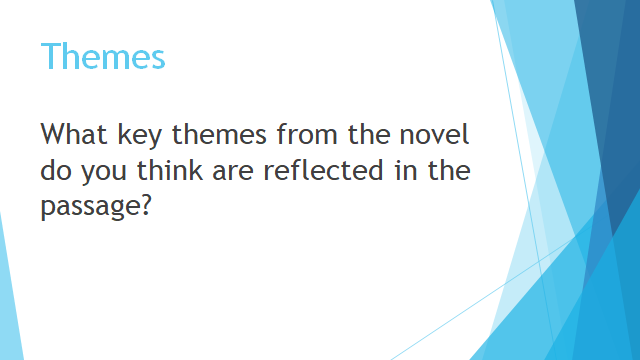 Themes
What key themes from the novel
do you think are reflected in the
passage?